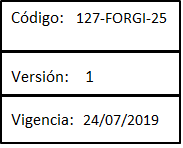 Código: 127-FORGI-25
Versión: 1
Vigencia: 24/07/2019